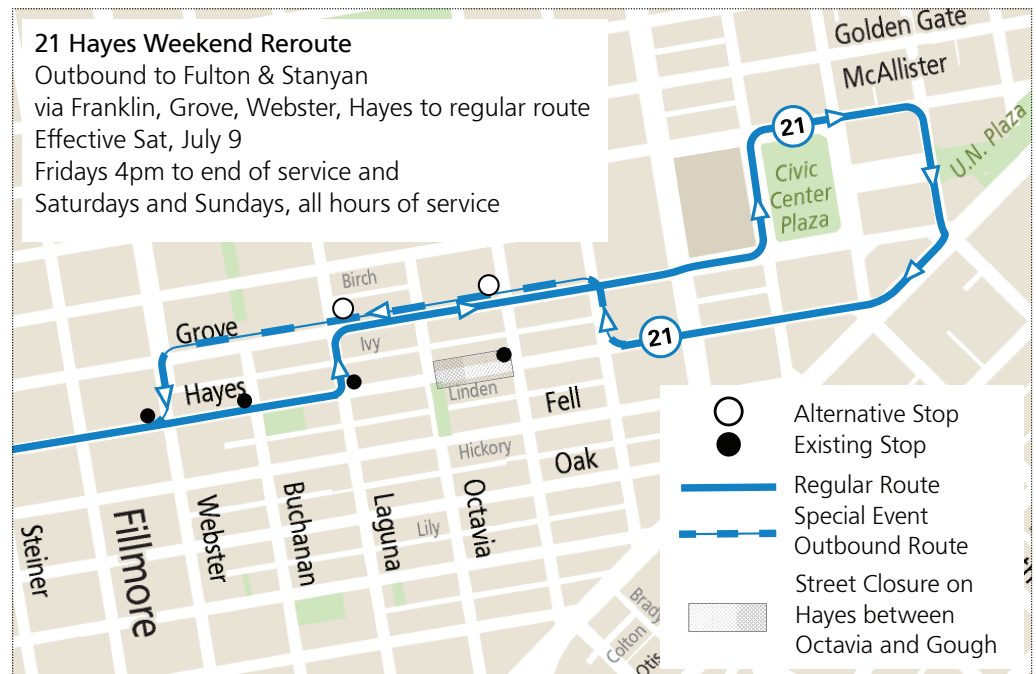 21 Hayes Weekend Reroute
Outbound to Fulton & Stanyan
via Franklin, Grove, Webster, Hayes to regular route
Effective Sat, July 9
Fridays 4pm to end of service and
Saturdays and Sundays, all hours of service
Golden Gate
McAllister
21
U.N. Plaza
Civic
Center
Plaza
Birch
Grove
Ivy
21
Hayes
Linden
Fell
Hickory
Oak
Steiner
Fillmore
Webster
Buchanan
Laguna
Lily
Octavia
Brady
Colton
Otis
Alternative Stop
Existing Stop
Regular Route
Special Event
Outbound Route
Street Closure on
Hayes between
Octavia and Gough